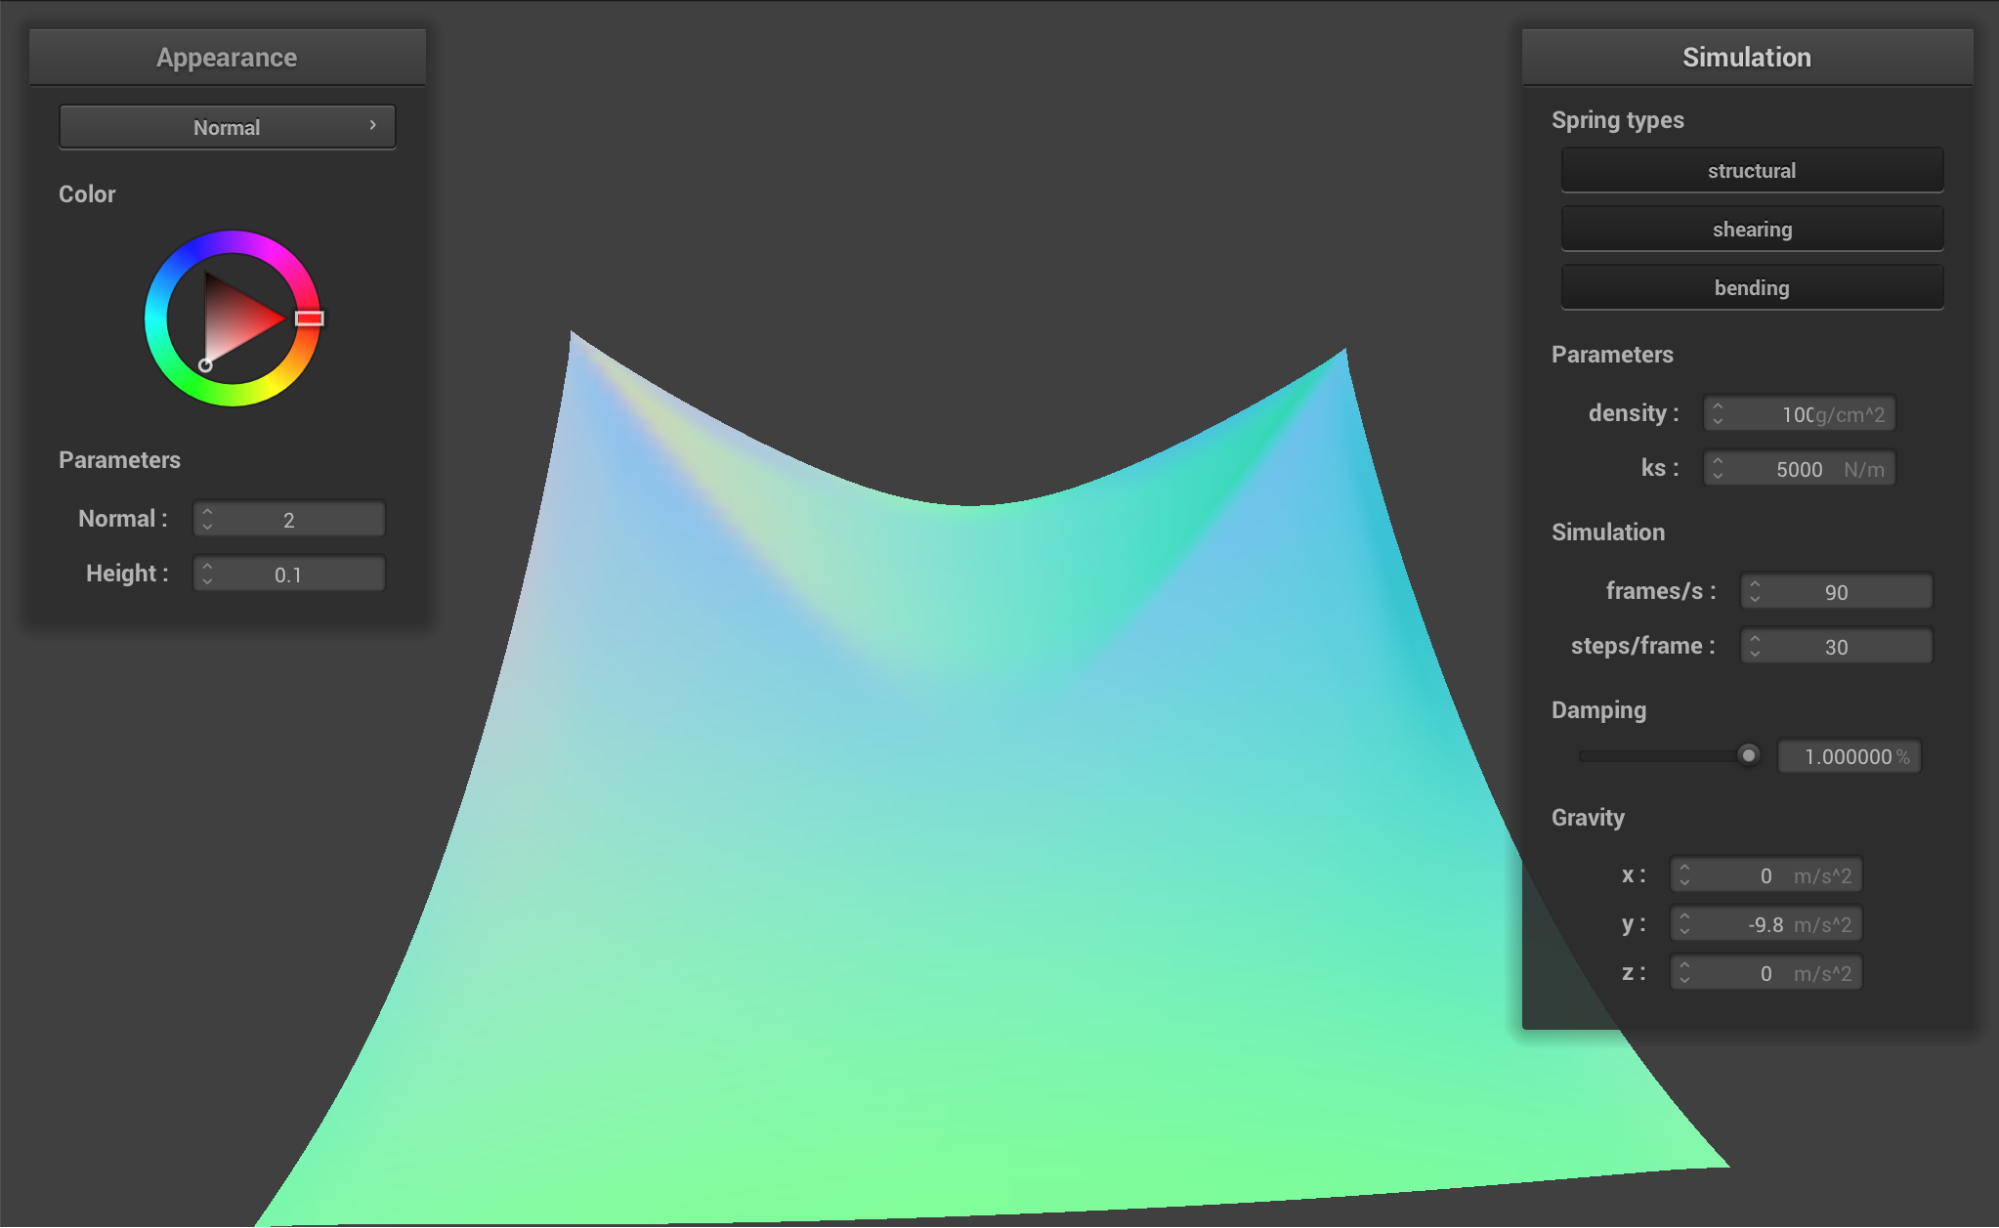 Appearance
Normal
Color
Parameters
Normal : 2
Height : 0.1
Simulation
Spring types
structural
shearing
bending
Parameters
density : 100 g/cm^2
ks : 5000 N/m
Simulation
frames/s : 90
steps/frame : 30
Damping
1.000000 %
Gravity
x : 0 m/s^2
y : -9.8 m/s^2
z : 0 m/s^2